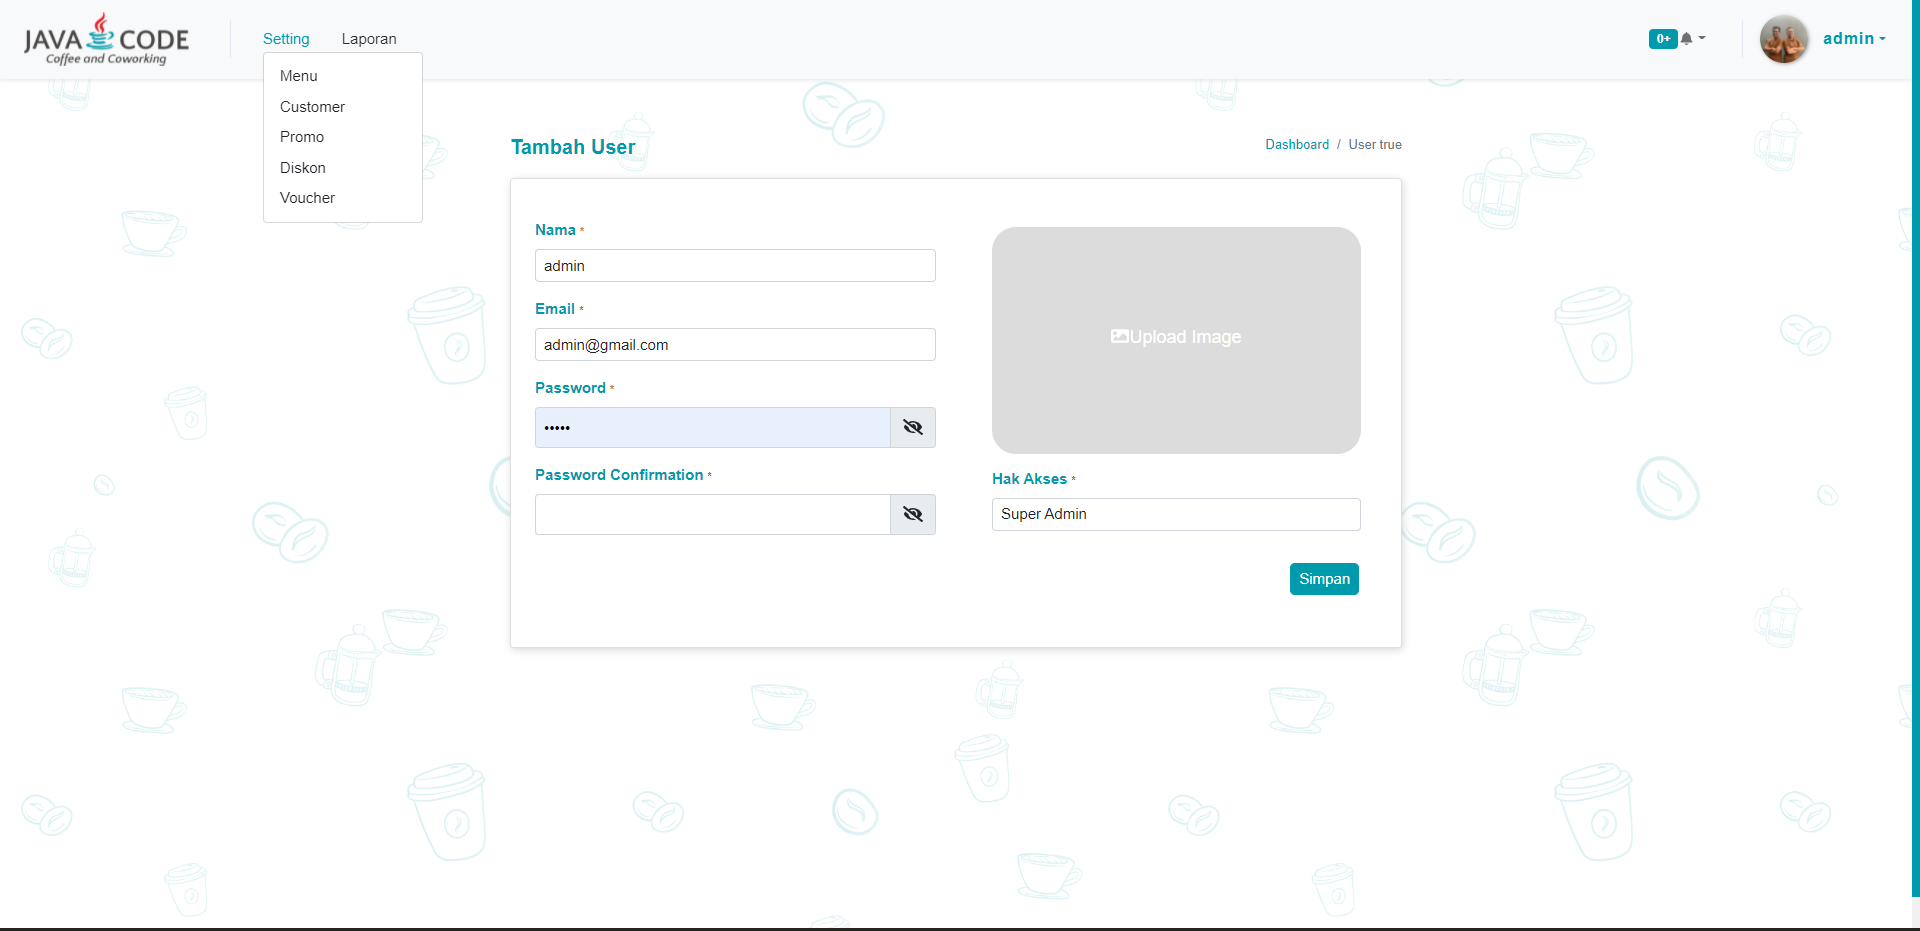 JAVA CODE
Coffee and Coworking
Setting
Laporan
0+
admin
Menu
Customer
Promo
Diskon
Voucher
Tambah User
Dashboard / User true
Nama *
admin
Email *
admin@gmail.com
Password *
•••••
Password Confirmation *
Upload Image
Hak Akses *
Super Admin
Simpan